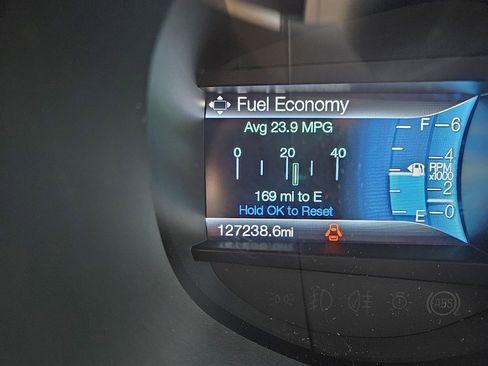 Fuel Economy
Avg 23.9 MPG
0 20 40
169 mi to E
Hold OK to Reset
127238.6mi
F
E
6
4
RPM
x1000
2
0
ABS